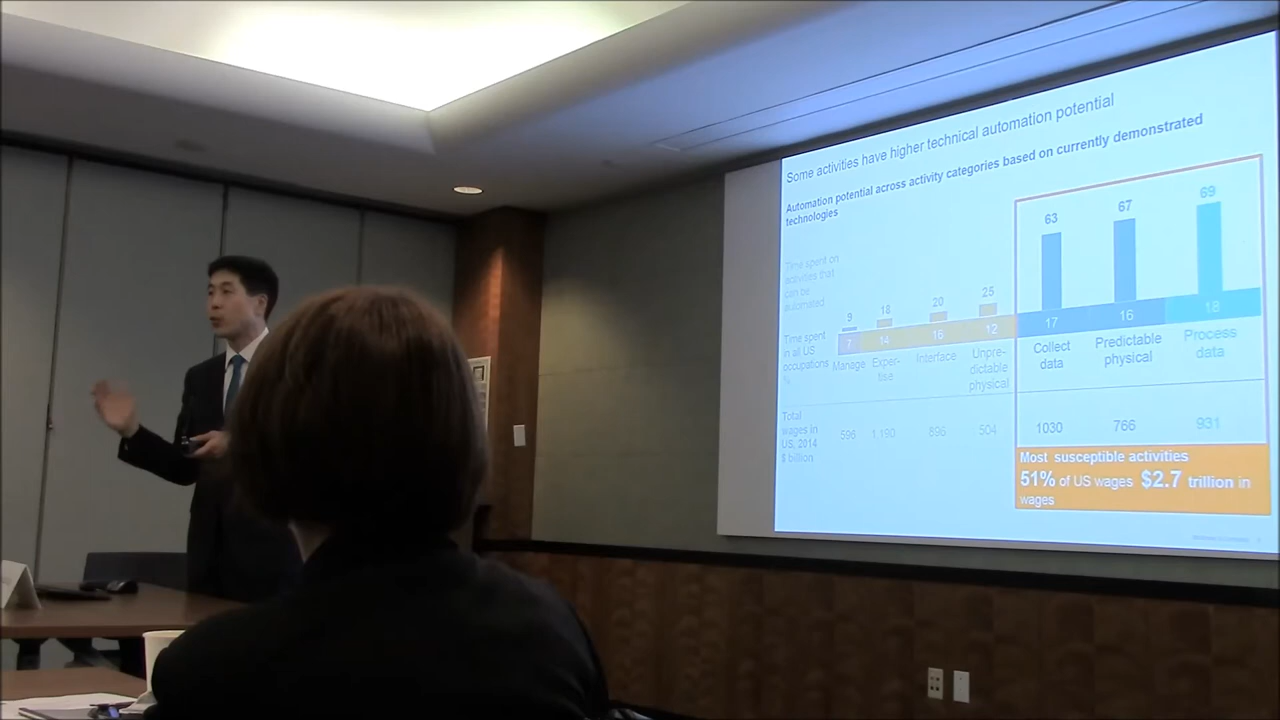 Some activities have higher technical automation potential
Automation potential across activity categories based on currently demonstrated
technologies
Time spent on
activities that
can be
automated
9
18
20
25
63
67
69
Time spent
in all US
occupations
%
7
14
16
12
17
16
18
Manage
Exper-
tise
Interface
Unpre-
dictable
physical
Collect
data
Predictable
physical
Process
data
Total
wages in
US, 2014
$ billion
596
1,190
896
504
1030
766
931
Most susceptible activities
51% of US wages $2.7 trillion in
wages